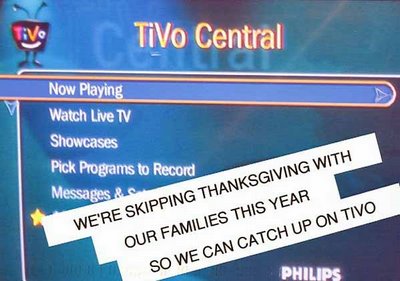 TiVo
TiVo Central
Now Playing
Watch Live TV
Showcases
Pick Programs to Record
Messages &
WE'RE SKIPPING THANKSGIVING WITH
OUR FAMILIES THIS YEAR
SO WE CAN CATCH UP ON TIVO
PHILIPS